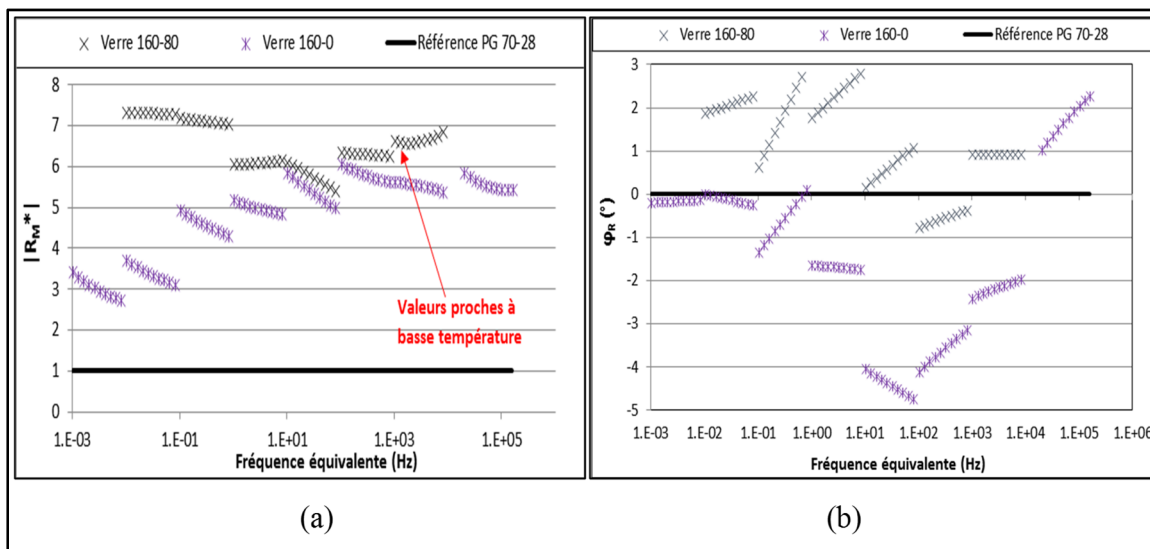 (a)
Verre 160-80
Verre 160-0
Référence PG 70-28
8
7
6
5
4
3
2
1
0
| R_M* |
Valeurs proches à
basse température
1.E-03
1.E-01
1.E+01
1.E+03
1.E+05
Fréquence équivalente (Hz)
(a)
(b)
Verre 160-80
Verre 160-0
Référence PG 70-28
3
2
1
0
-1
-2
-3
-4
-5
φ_R (°)
1.E-03
1.E-02
1.E-01
1.E+00
1.E+01
1.E+02
1.E+03
1.E+04
1.E+05
1.E+06
Fréquence équivalente (Hz)
(b)